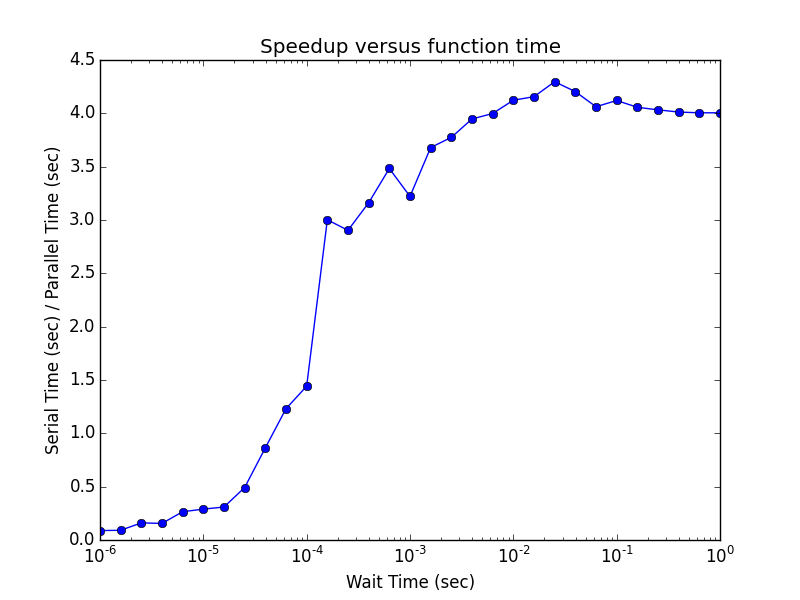 Speedup versus function time
Serial Time (sec) / Parallel Time (sec)
4.5
4.0
3.5
3.0
2.5
2.0
1.5
1.0
0.5
0.0
10⁻⁶ 10⁻⁵ 10⁻⁴ 10⁻³ 10⁻² 10⁻¹ 10⁰
Wait Time (sec)